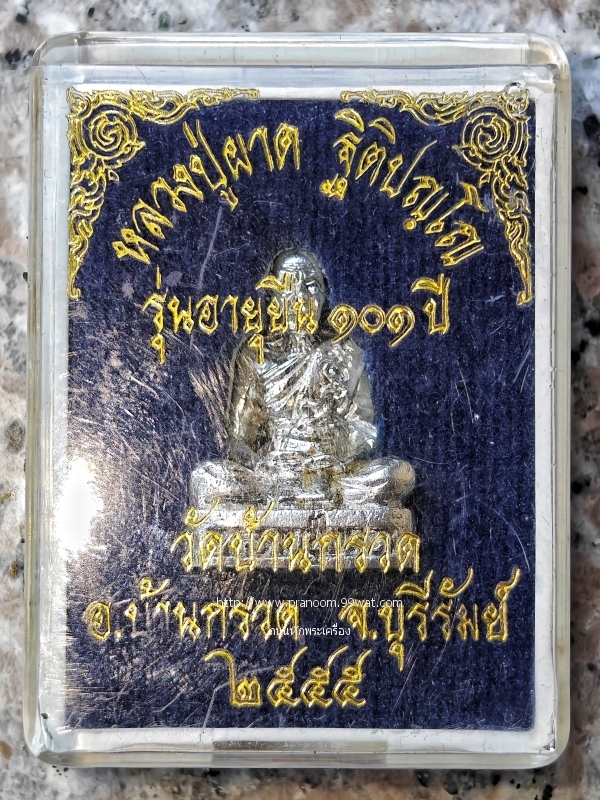 หลวงปู่ผาด ฐิติปญฺโญ
รุ่นอายุยืน ๑๐๑ ปี
วัดบ้านกรวด
http://www.pranoom.99wat.com
อ.บ้านกรวด จ.บุรีรัมย์
๒๕๕๕